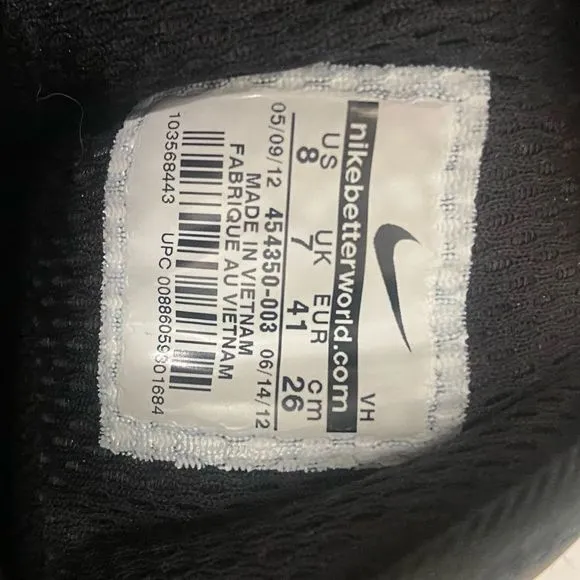 VH
nikebetterworld.com
US UK EUR cm
8 7 41 26
05/09/12 454350-003 06/14/12
MADE IN VIETNAM
FABRIQUE AU VIETNAM
103568443 UPC 00886059301684